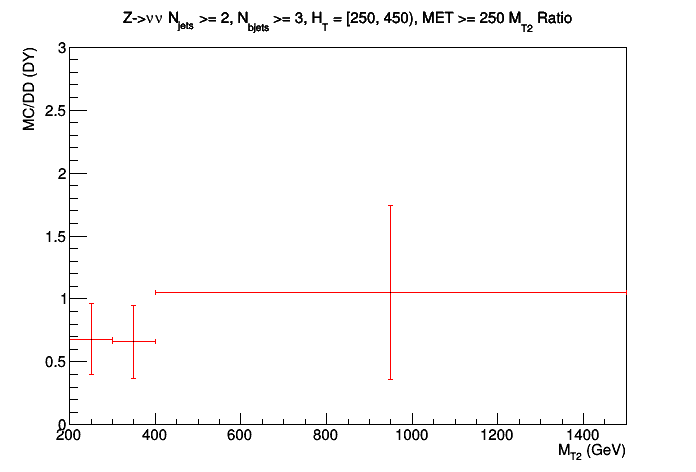 Z->νν N_jets >= 2, N_bjets >= 3, H_T = [250, 450), MET >= 250 M_T2 Ratio
MC/DD (DY)
3
2.5
2
1.5
1
0.5
0
200 400 600 800 1000 1200 1400
M_T2 (GeV)